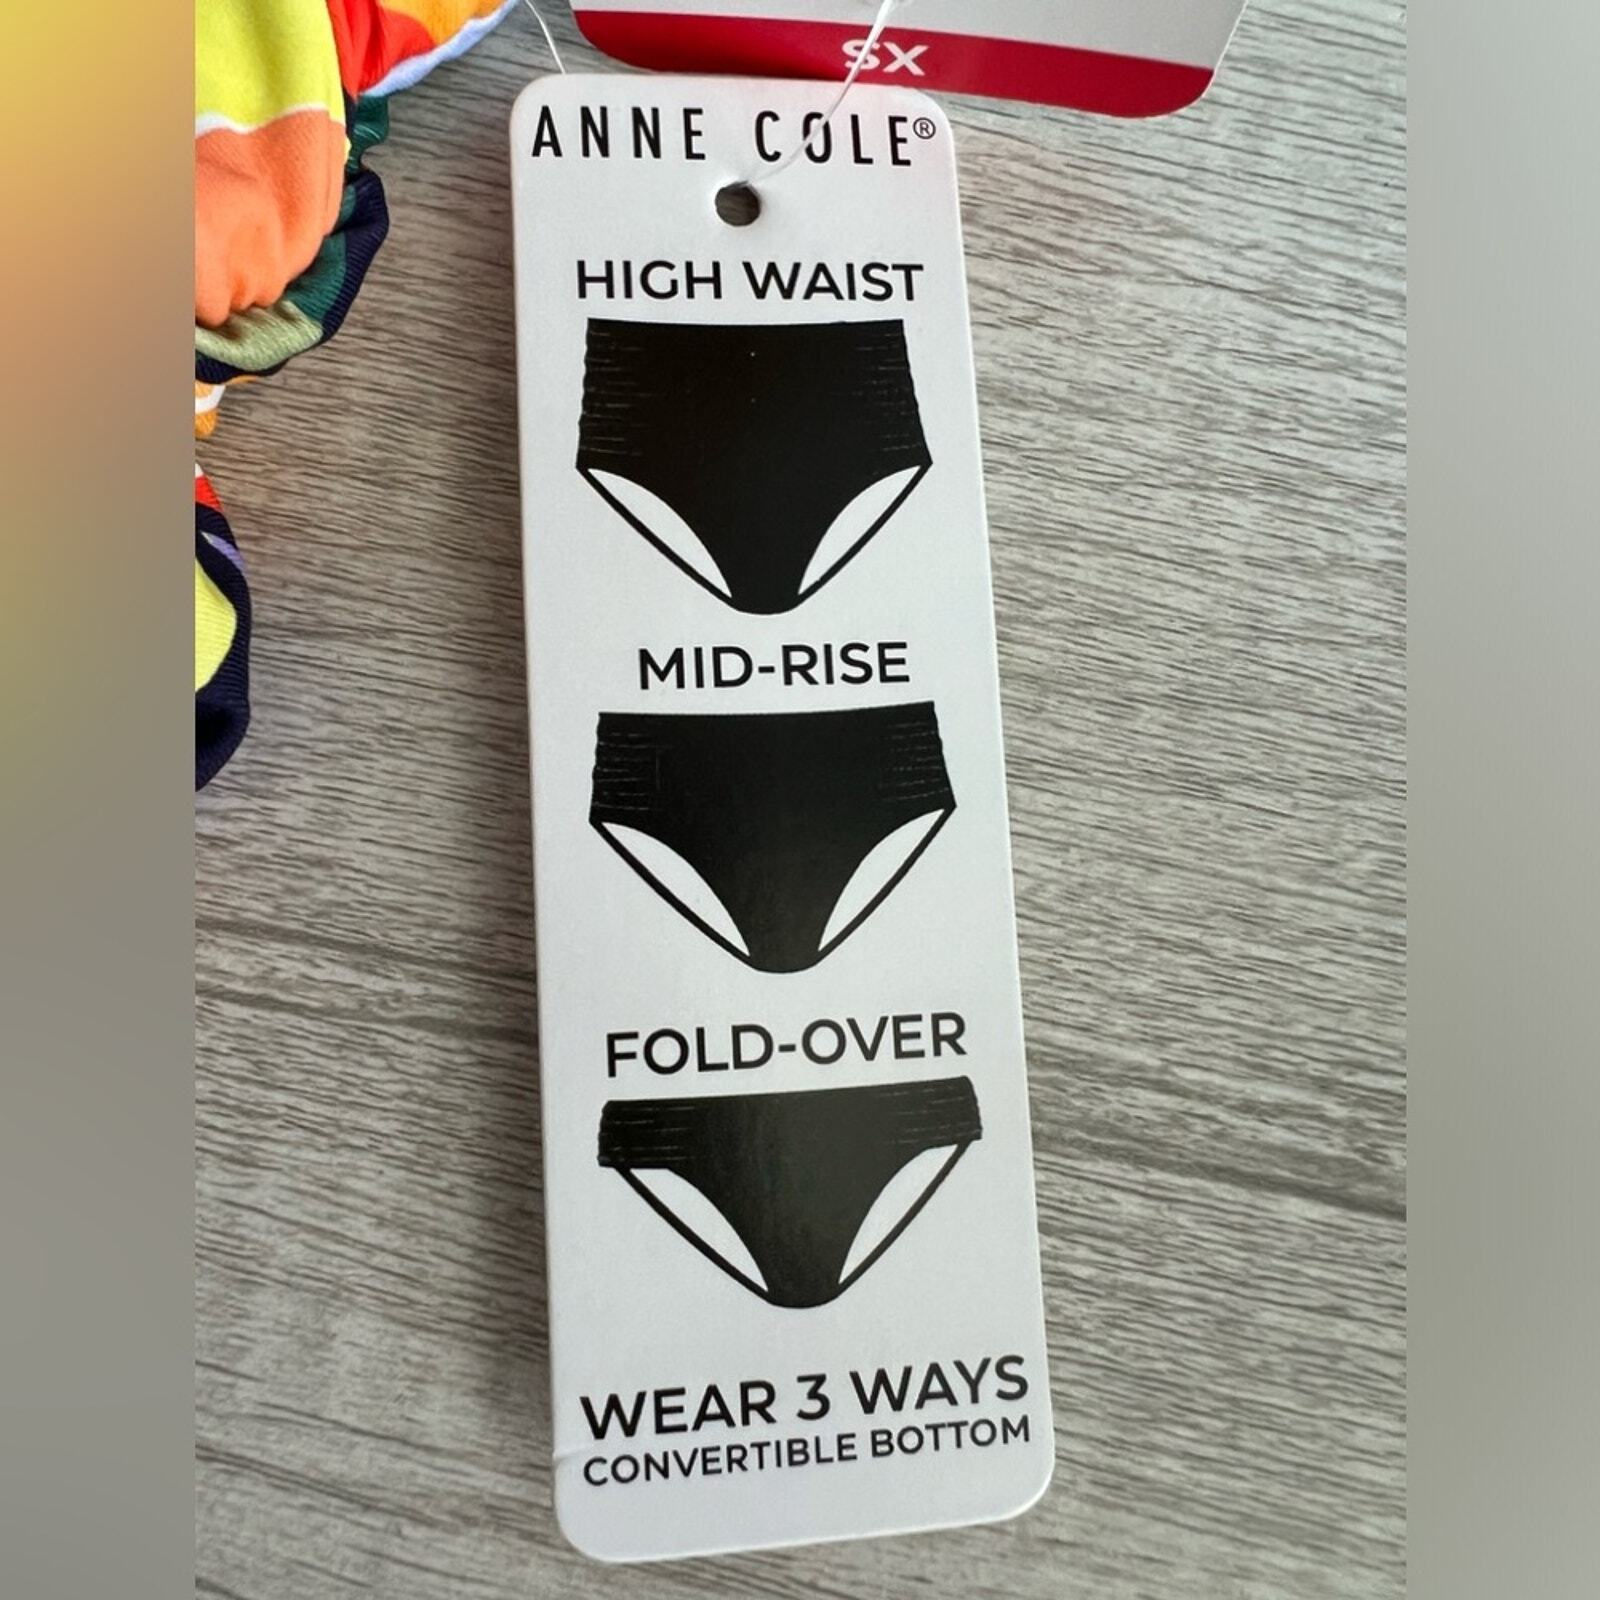 SX
ANNE COLE®
HIGH WAIST
MID-RISE
FOLD-OVER
WEAR 3 WAYS
CONVERTIBLE BOTTOM